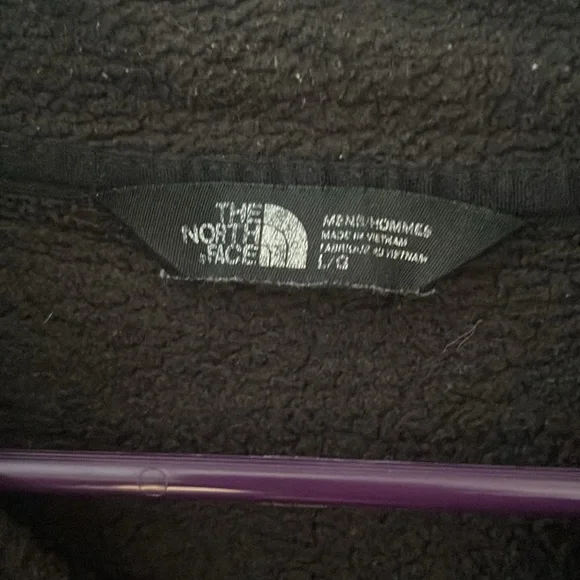 THE
NORTH
FACE
MENS/HOMMES
MADE IN VIETNAM
FABRIQUÉ AU VIETNAM
L/G